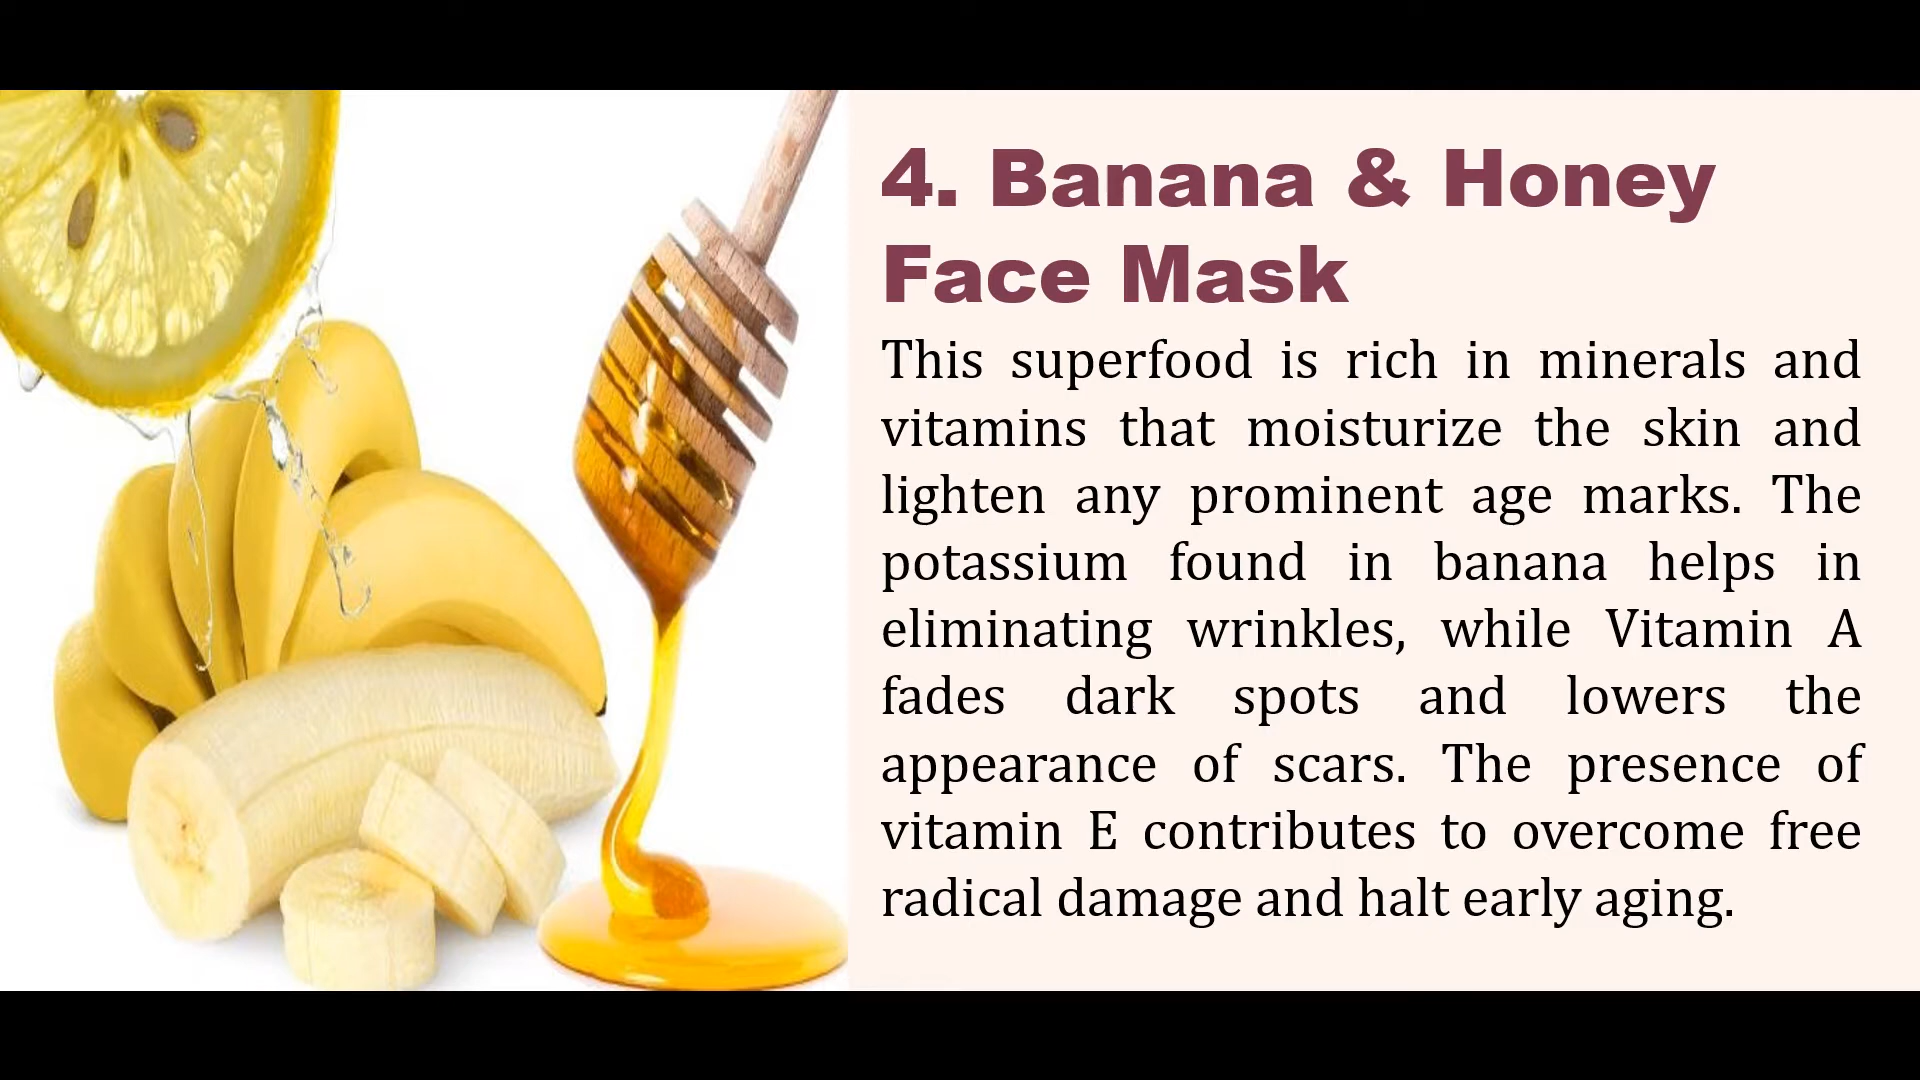 4. Banana & Honey
Face Mask
This superfood is rich in minerals and
vitamins that moisturize the skin and
lighten any prominent age marks. The
potassium found in banana helps in
eliminating wrinkles, while Vitamin A
fades dark spots and lowers the
appearance of scars. The presence of
vitamin E contributes to overcome free
radical damage and halt early aging.